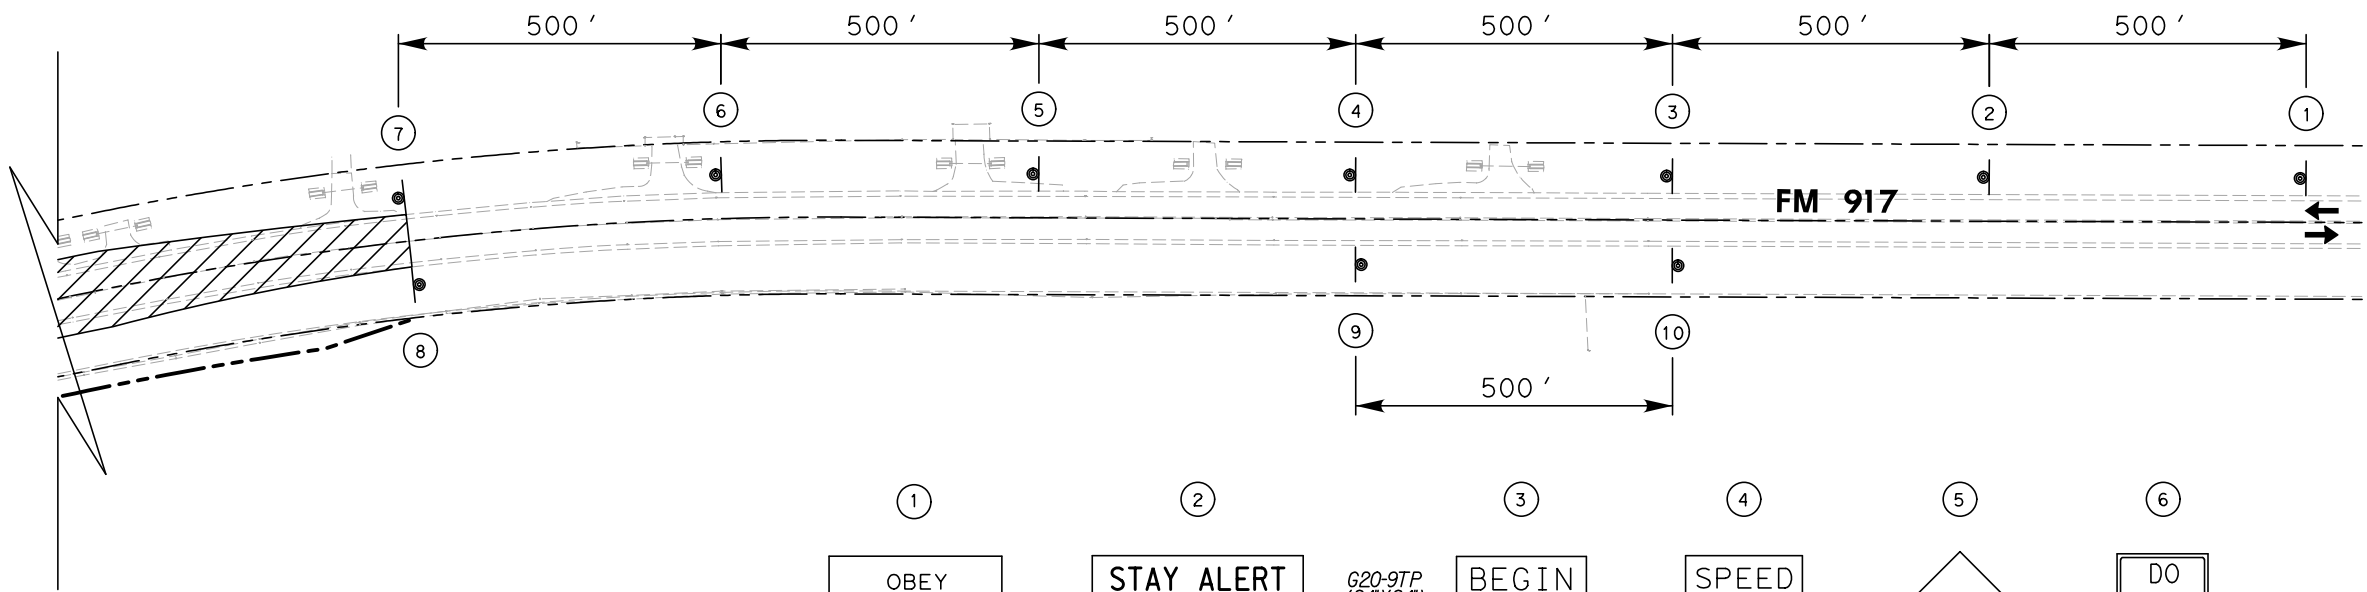 500' 500' 500' 500' 500' 500'
7 6 5 4 3 2 1
FM 917
8 9 10
500'
1 2 3 4 5 6
OBEY
STAY ALERT
G20-9TP
BEGIN
SPEED
DO